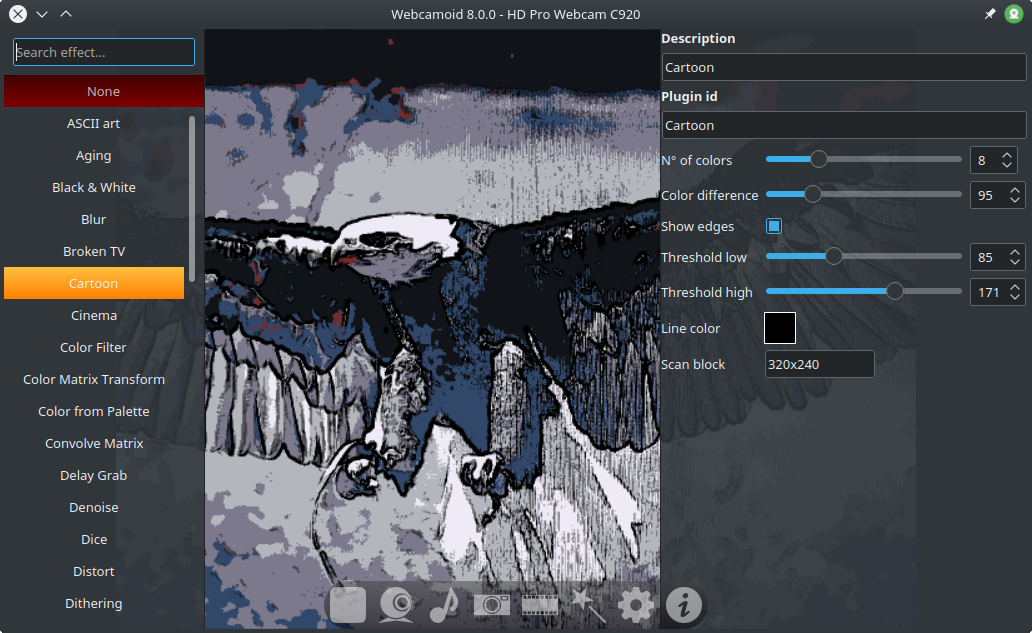 Webcamoid 8.0.0 - HD Pro Webcam C920
Search effect...
None
ASCII art
Aging
Black & White
Blur
Broken TV
Cartoon
Cinema
Color Filter
Color Matrix Transform
Color from Palette
Convolve Matrix
Delay Grab
Denoise
Dice
Distort
Dithering
Description
Cartoon
Plugin id
Cartoon
N° of colors 8
Color difference 95
Show edges
Threshold low 85
Threshold high 171
Line color
Scan block 320x240